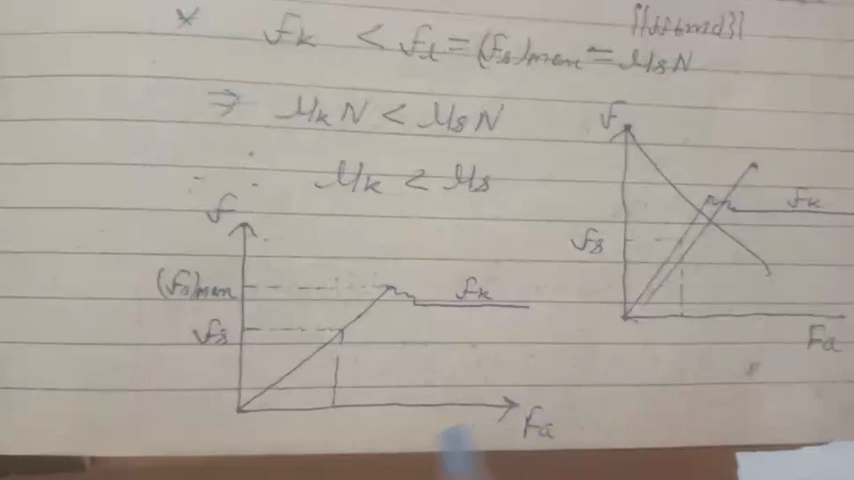 * fk < fL = (fs)max = μsN
⇒ μkN < μsN
∴ μk < μs
f
(fs)max
fk
fs
Fa
f
fk
fs
Fa